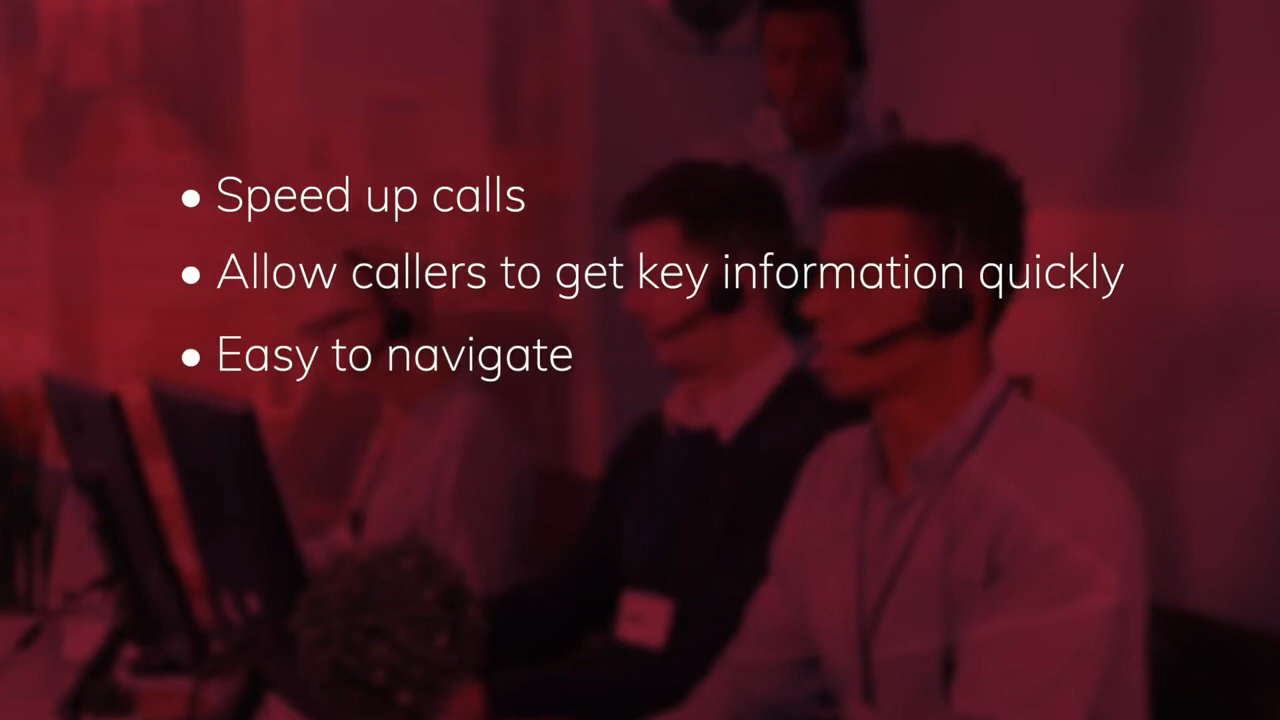 • Speed up calls
• Allow callers to get key information quickly
• Easy to navigate